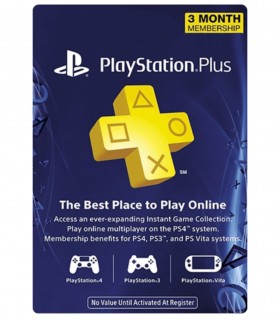 3 MONTH
MEMBERSHIP
PlayStation.Plus
SM
The Best Place to Play Online
Access an ever-expanding Instant Game Collection.
Play online multiplayer on the PS4™ system.
Membership benefits for PS4, PS3, and PS Vita systems.
PlayStation.4 PlayStation.3 PlayStation.Vita
No Value Until Activated At Register